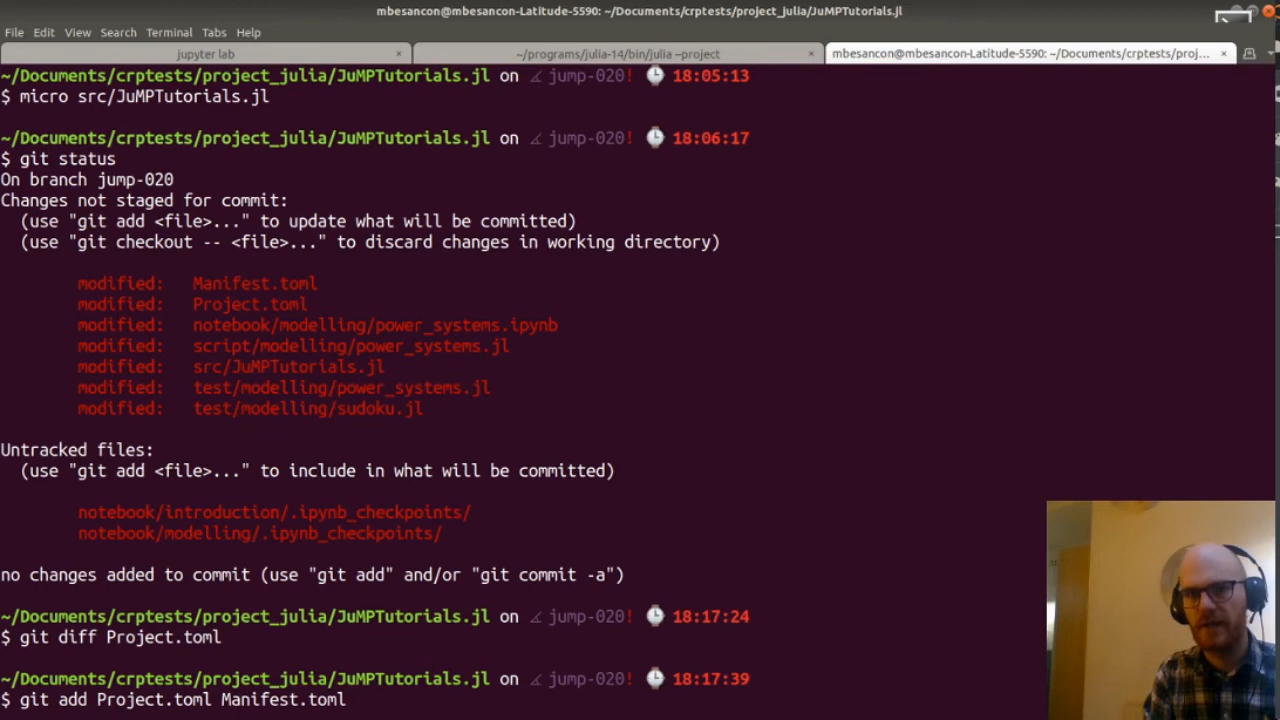 mbesancon@mbesancon-Latitude-5590: ~/Documents/crptests/project_julia/JuMPTutorials.jl
File Edit View Search Terminal Tabs Help
jupyter lab × ~/programs/julia-14/bin/julia --project × mbesancon@mbesancon-Latitude-5590: ~/Documents/crptests/proj... ×
~/Documents/crptests/project_julia/JuMPTutorials.jl on jump-020! 18:05:13
$ micro src/JuMPTutorials.jl
~/Documents/crptests/project_julia/JuMPTutorials.jl on jump-020! 18:06:17
$ git status
On branch jump-020
Changes not staged for commit:
(use "git add <file>..." to update what will be committed)
(use "git checkout -- <file>..." to discard changes in working directory)
modified: Manifest.toml
modified: Project.toml
modified: notebook/modelling/power_systems.ipynb
modified: script/modelling/power_systems.jl
modified: src/JuMPTutorials.jl
modified: test/modelling/power_systems.jl
modified: test/modelling/sudoku.jl
Untracked files:
(use "git add <file>..." to include in what will be committed)
notebook/introduction/.ipynb_checkpoints/
notebook/modelling/.ipynb_checkpoints/
no changes added to commit (use "git add" and/or "git commit -a")
~/Documents/crptests/project_julia/JuMPTutorials.jl on jump-020! 18:17:24
$ git diff Project.toml
~/Documents/crptests/project_julia/JuMPTutorials.jl on jump-020! 18:17:39
$ git add Project.toml Manifest.toml